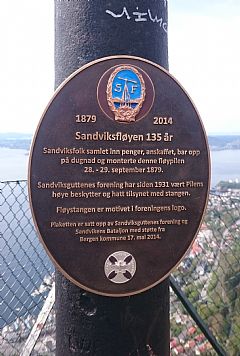 S F
1879
2014
Sandviksfløyen 135 år
Sandviksfolk samlet inn penger, anskaffet, bar opp
på dugnad og monterte denne fløypilen
28. - 29. september 1879.
Sandviksguttenes forening har siden 1931 vært Pilens
høye beskytter og hatt tilsynet med stangen.
Fløystangen er motivet i foreningens logo.
Plaketten er satt opp av Sandviksguttenes forening og
Sandvikens Bataljon med støtte fra
Bergen kommune 17. mai 2014.